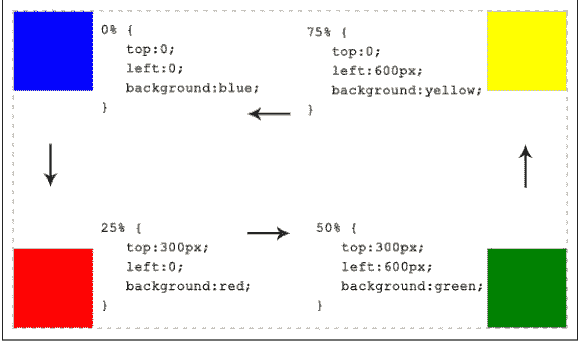 0% {
top:0;
left:0;
background:blue;
}
75% {
top:0;
left:600px;
background:yellow;
}
25% {
top:300px;
left:0;
background:red;
}
50% {
top:300px;
left:600px;
background:green;
}